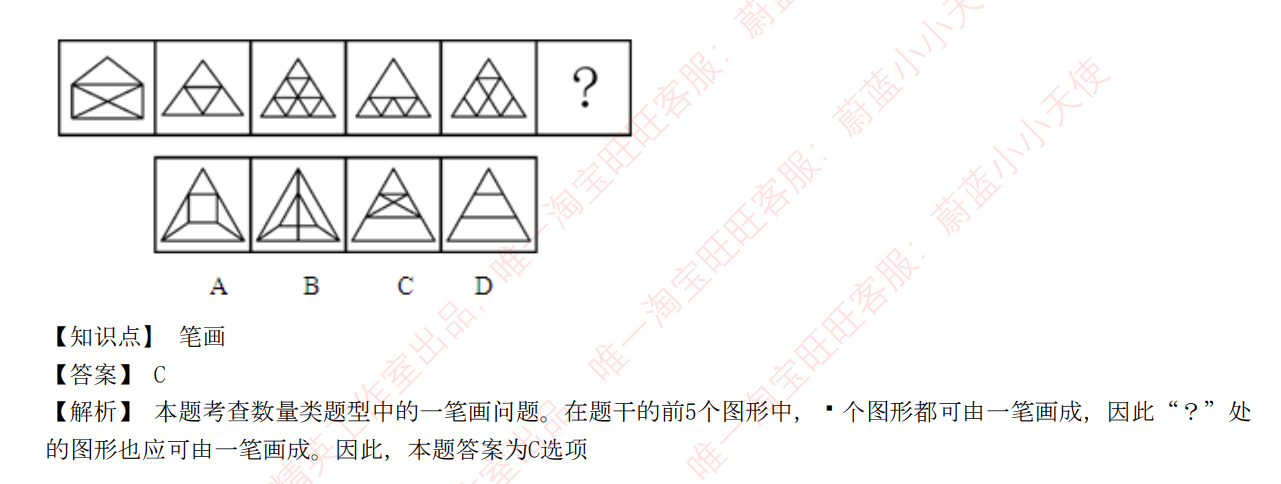 ?
A B C D
【知识点】 笔画
【答案】 C
【解析】 本题考查数量类题型中的一笔画问题。在题干的前5个图形中, 个图形都可由一笔画成, 因此“?”处
的图形也应可由一笔画成。因此, 本题答案为C选项
精英工作室出品, 唯一淘宝旺旺客服: 蔚蓝小小天使
唯一淘宝旺旺客服: 蔚蓝小小天使
唯一淘宝旺旺客服: 蔚蓝小小天使